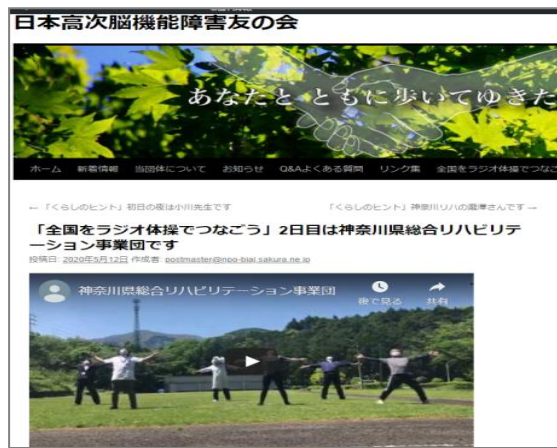 日本高次脳機能障害友の会
あなたと ともに歩いてゆきた
ホーム 新着情報 当団体について お知らせ Q&Aよくある質問 リンク集 全国をラジオ体操でつなご
← 「くらしのヒント」初日の夜は小川先生です
「くらしのヒント」神奈川リハの瀧澤さんです →
「全国をラジオ体操でつなごう」2日目は神奈川県総合リハビリテ
ーション事業団です
投稿日: 2020年5月12日 作成者: postmaster@npo-biaj.sakura.ne.jp
神奈川県総合リハビリテーション事業団
後で見る
共有